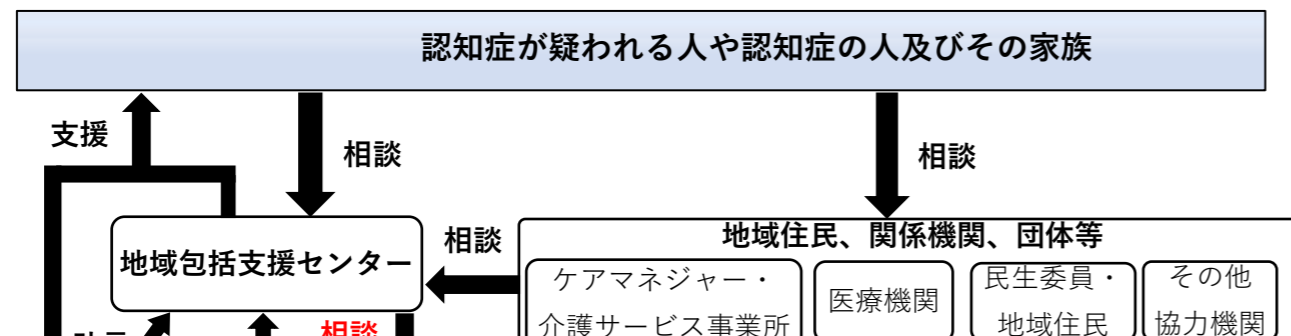 認知症が疑われる人や認知症の人及びその家族
支援
相談
相談
地域住民、関係機関、団体等
相談
地域包括支援センター
ケアマネジャー・
介護サービス事業所
医療機関
民生委員・
地域住民
その他
協力機関
相談